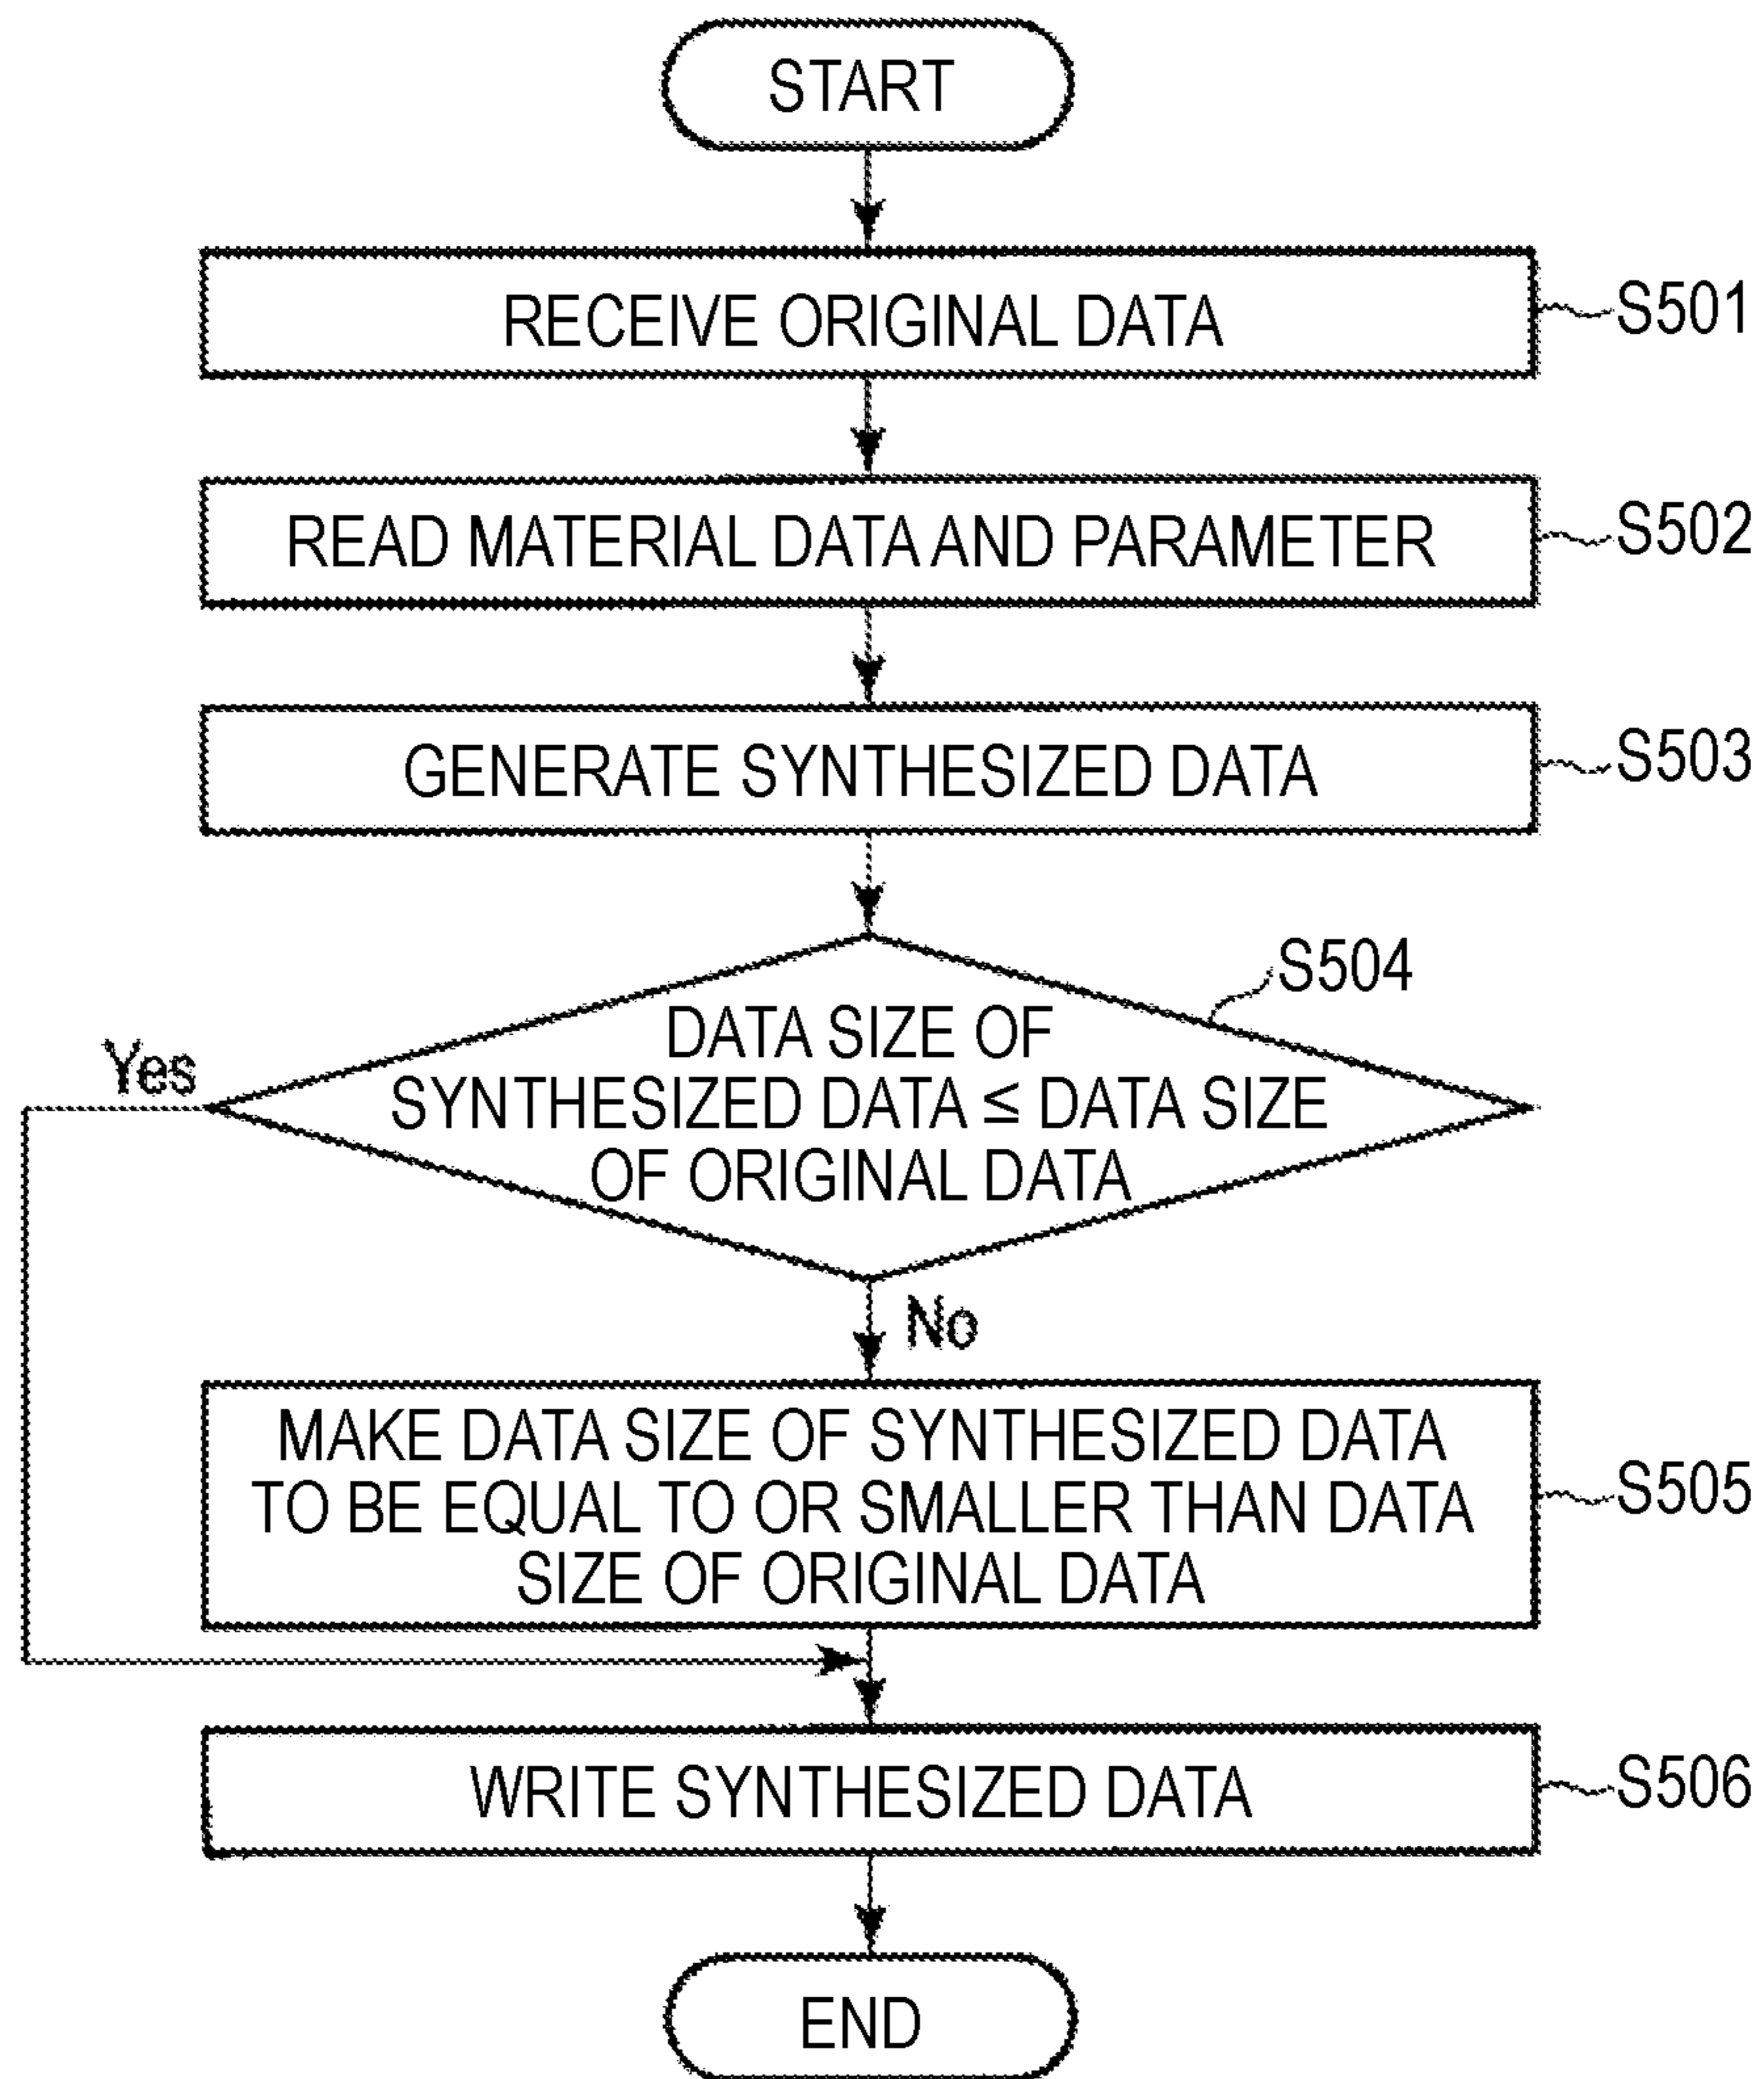 START
RECEIVE ORIGINAL DATA
S501
READ MATERIAL DATA AND PARAMETER
S502
GENERATE SYNTHESIZED DATA
S503
S504
DATA SIZE OF
SYNTHESIZED DATA ≤ DATA SIZE
OF ORIGINAL DATA
Yes
No
MAKE DATA SIZE OF SYNTHESIZED DATA
TO BE EQUAL TO OR SMALLER THAN DATA
SIZE OF ORIGINAL DATA
S505
WRITE SYNTHESIZED DATA
S506
END